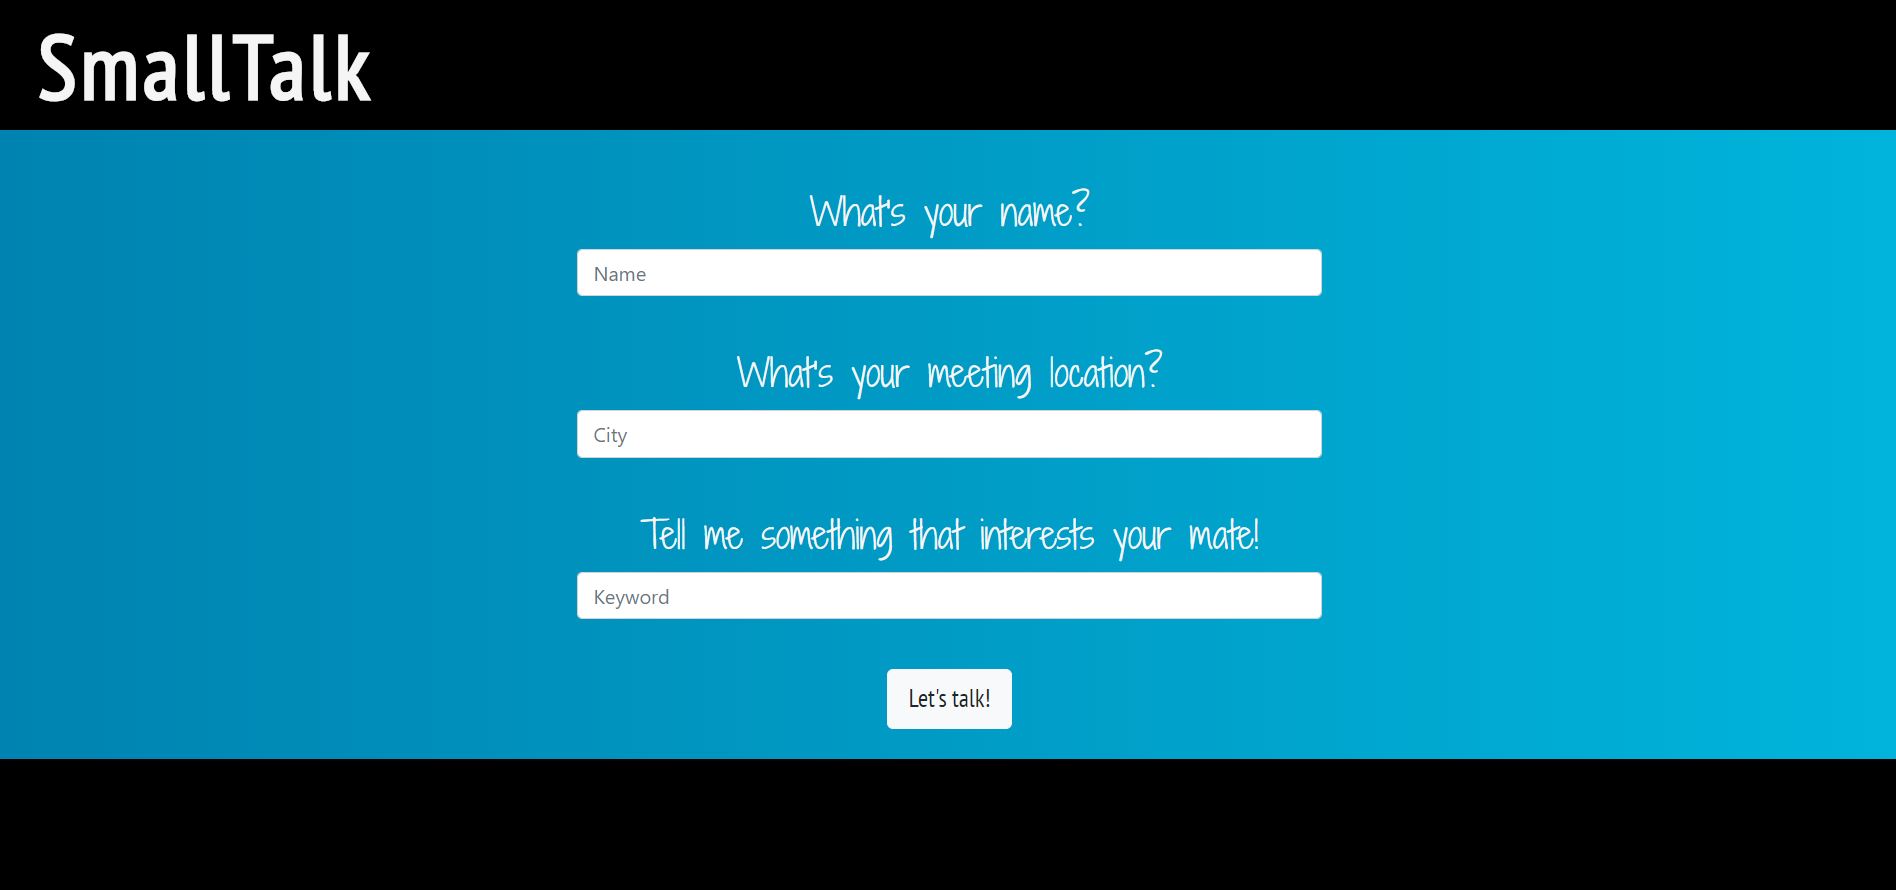 SmallTalk
What's your name?
Name
What's your meeting location?
City
Tell me something that interests your mate!
Keyword
Let's talk!